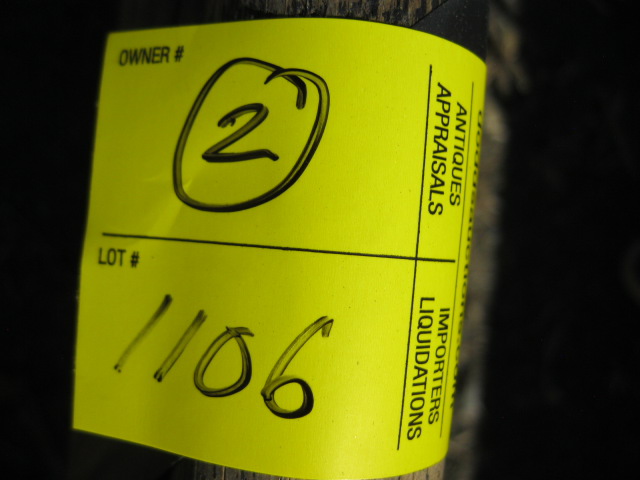 OWNER #
2
LOT #
1106
ANTIQUES
APPRAISALS
IMPORTERS
LIQUIDATIONS